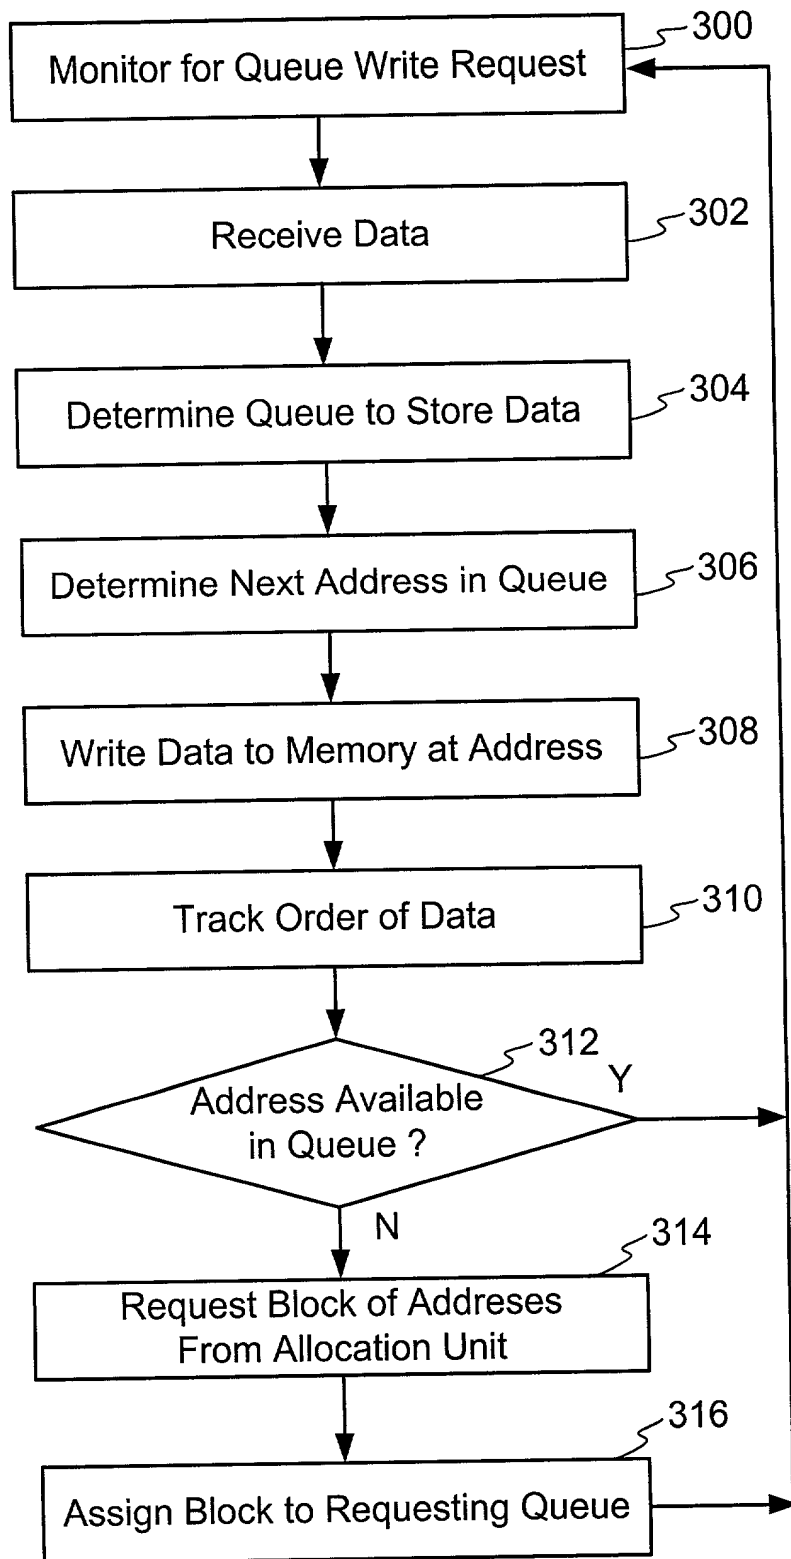 300
Monitor for Queue Write Request
302
Receive Data
304
Determine Queue to Store Data
306
Determine Next Address in Queue
308
Write Data to Memory at Address
310
Track Order of Data
312
Y
Address Available
in Queue ?
N
314
Request Block of Addreses
From Allocation Unit
316
Assign Block to Requesting Queue